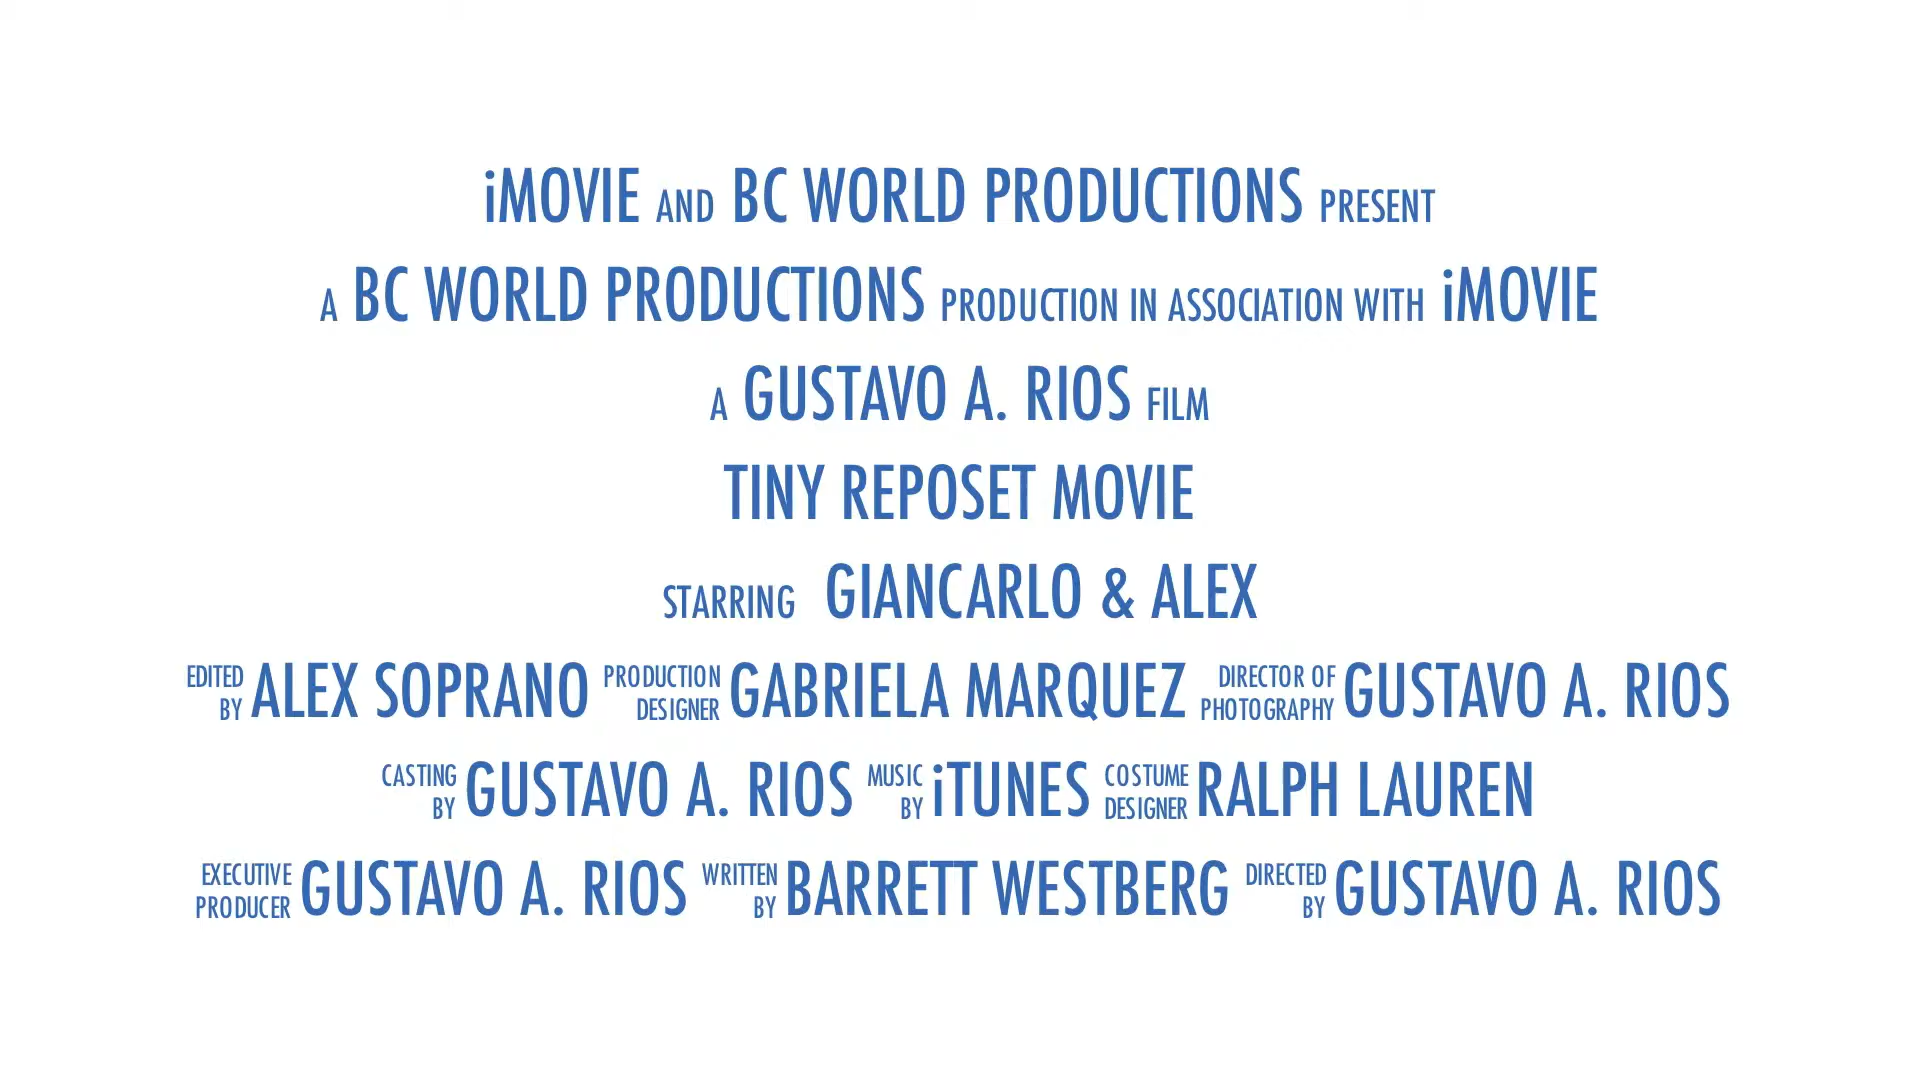 iMOVIE AND BC WORLD PRODUCTIONS PRESENT
A BC WORLD PRODUCTIONS PRODUCTION IN ASSOCIATION WITH iMOVIE
A GUSTAVO A. RIOS FILM
TINY REPOSET MOVIE
STARRING GIANCARLO & ALEX
EDITED BY ALEX SOPRANO PRODUCTION DESIGNER GABRIELA MARQUEZ DIRECTOR OF PHOTOGRAPHY GUSTAVO A. RIOS
CASTING BY GUSTAVO A. RIOS MUSIC BY iTUNES COSTUME DESIGNER RALPH LAUREN
EXECUTIVE PRODUCER GUSTAVO A. RIOS WRITTEN BY BARRETT WESTBERG DIRECTED BY GUSTAVO A. RIOS